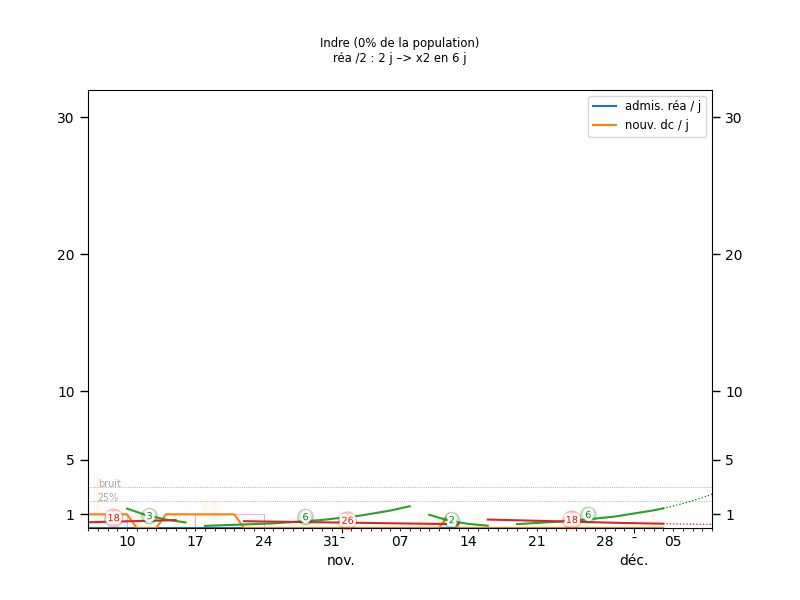 Indre (0% de la population)
réa /2 : 2 j –> x2 en 6 j
admis. réa / j
nouv. dc / j
30 30
20 20
10 10
5 5
bruit
25%
1 1
18 3 6 26 2 18 6
10 17 24 31- 07 14 21 28 - 05
nov. déc.